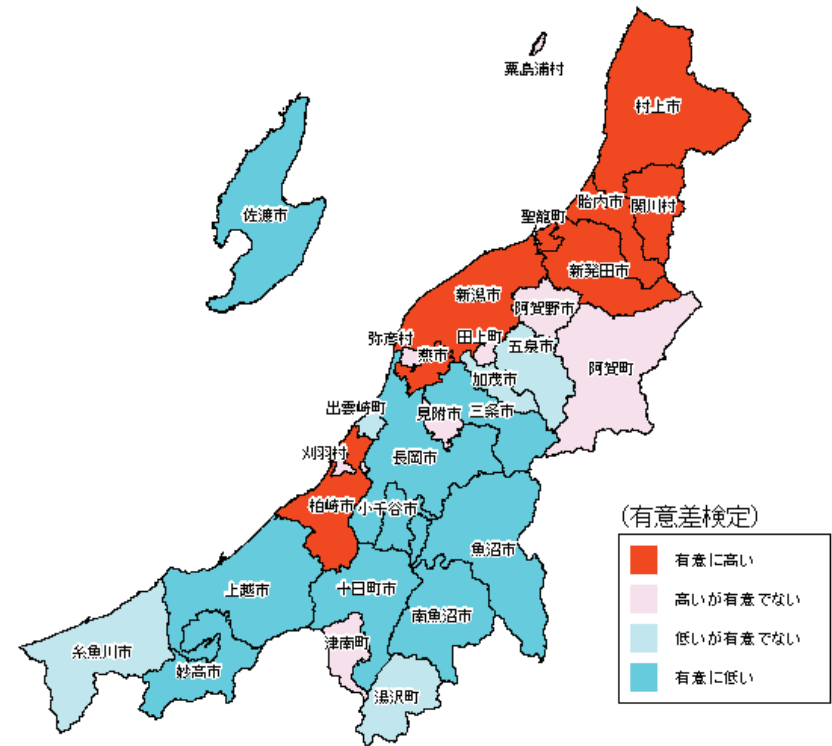 粟島浦村
村上市
佐渡市
胎内市
関川村
聖籠町
新発田市
新潟市
阿賀野市
弥彦村
田上町
五泉市
燕市
阿賀町
加茂市
出雲崎町
見附市
三条市
刈羽村
長岡市
柏崎市
小千谷市
魚沼市
上越市
十日町市
南魚沼市
糸魚川市
津南町
妙高市
湯沢町
(有意差検定)
有意に高い
高いが有意でない
低いが有意でない
有意に低い